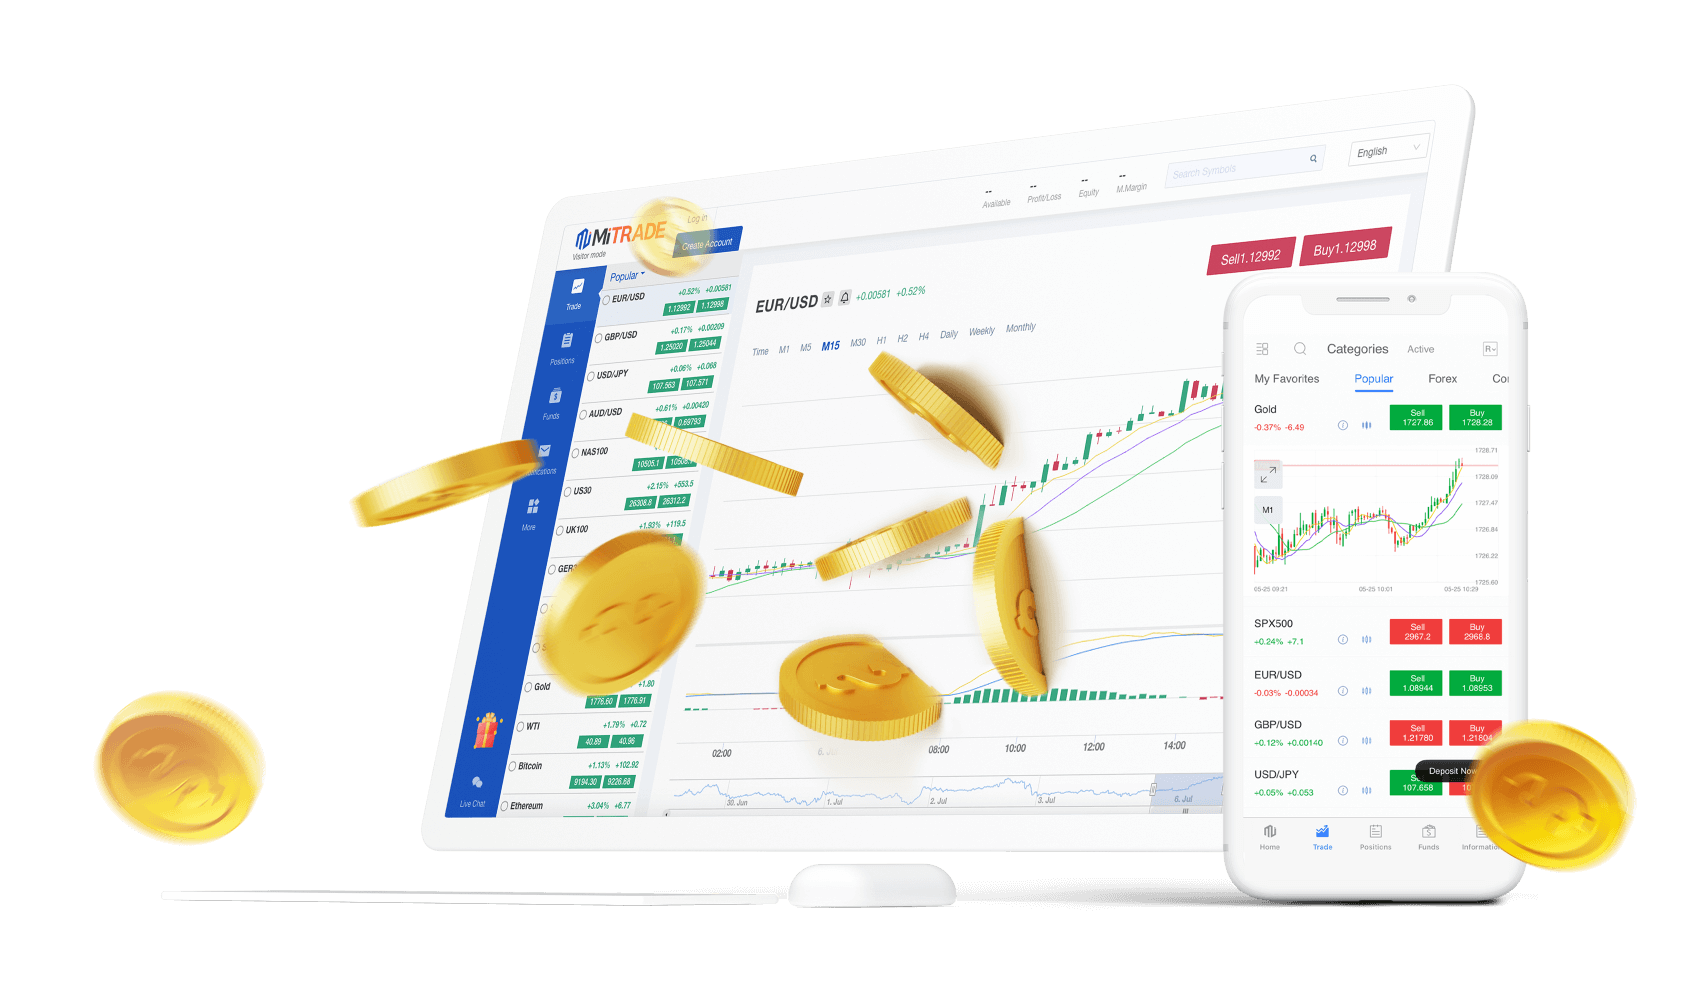 -- -- -- --
Available Profit/Loss Equity M.Margin
Search Symbols
English
MiTRADE
Visitor mode
Log in
Create Account
Trade
Positions
Funds
More
Live Chat
Popular
EUR/USD +0.52% +0.00581
1.12992 1.12998
GBP/USD +0.17% +0.00209
1.25020 1.25044
USD/JPY +0.06% +0.068
107.563 107.571
AUD/USD +0.61% +0.00420
0.69793
NAS100
10505.1
US30 +2.15% +553.5
26308.8 26312.2
UK100 +1.93% +119.5
Gold +1.80
1776.60 1776.91
WTI +1.79% +0.72
40.89 40.96
Bitcoin +1.13% +102.92
9194.30 9226.68
Ethereum +3.04% +6.77
Sell1.12992 Buy1.12998
EUR/USD +0.00581 +0.52%
Time M1 M5 M15 M30 H1 H2 H4 Daily Weekly Monthly
02:00 08:00 10:00 12:00 14:00
30. Jun 1. Jul 2. Jul 3. Jul 6. Jul
Categories Active
My Favorites Popular Forex
Gold
-0.37% -6.49
Sell
1727.86
Buy
1728.28
M1
1728.71
1728.09
1727.47
1726.84
1726.22
1725.60
05-25 09:21 05-25 10:01 05-25 10:29
SPX500
+0.24% +7.1
Sell
2967.2
Buy
2968.8
EUR/USD
-0.03% -0.00034
Sell
1.08944
Buy
1.08953
GBP/USD
+0.12% +0.00140
Sell
1.21780
Buy
1.21804
USD/JPY
+0.05% +0.053
107.658
Deposit Now
Home Trade Positions Funds